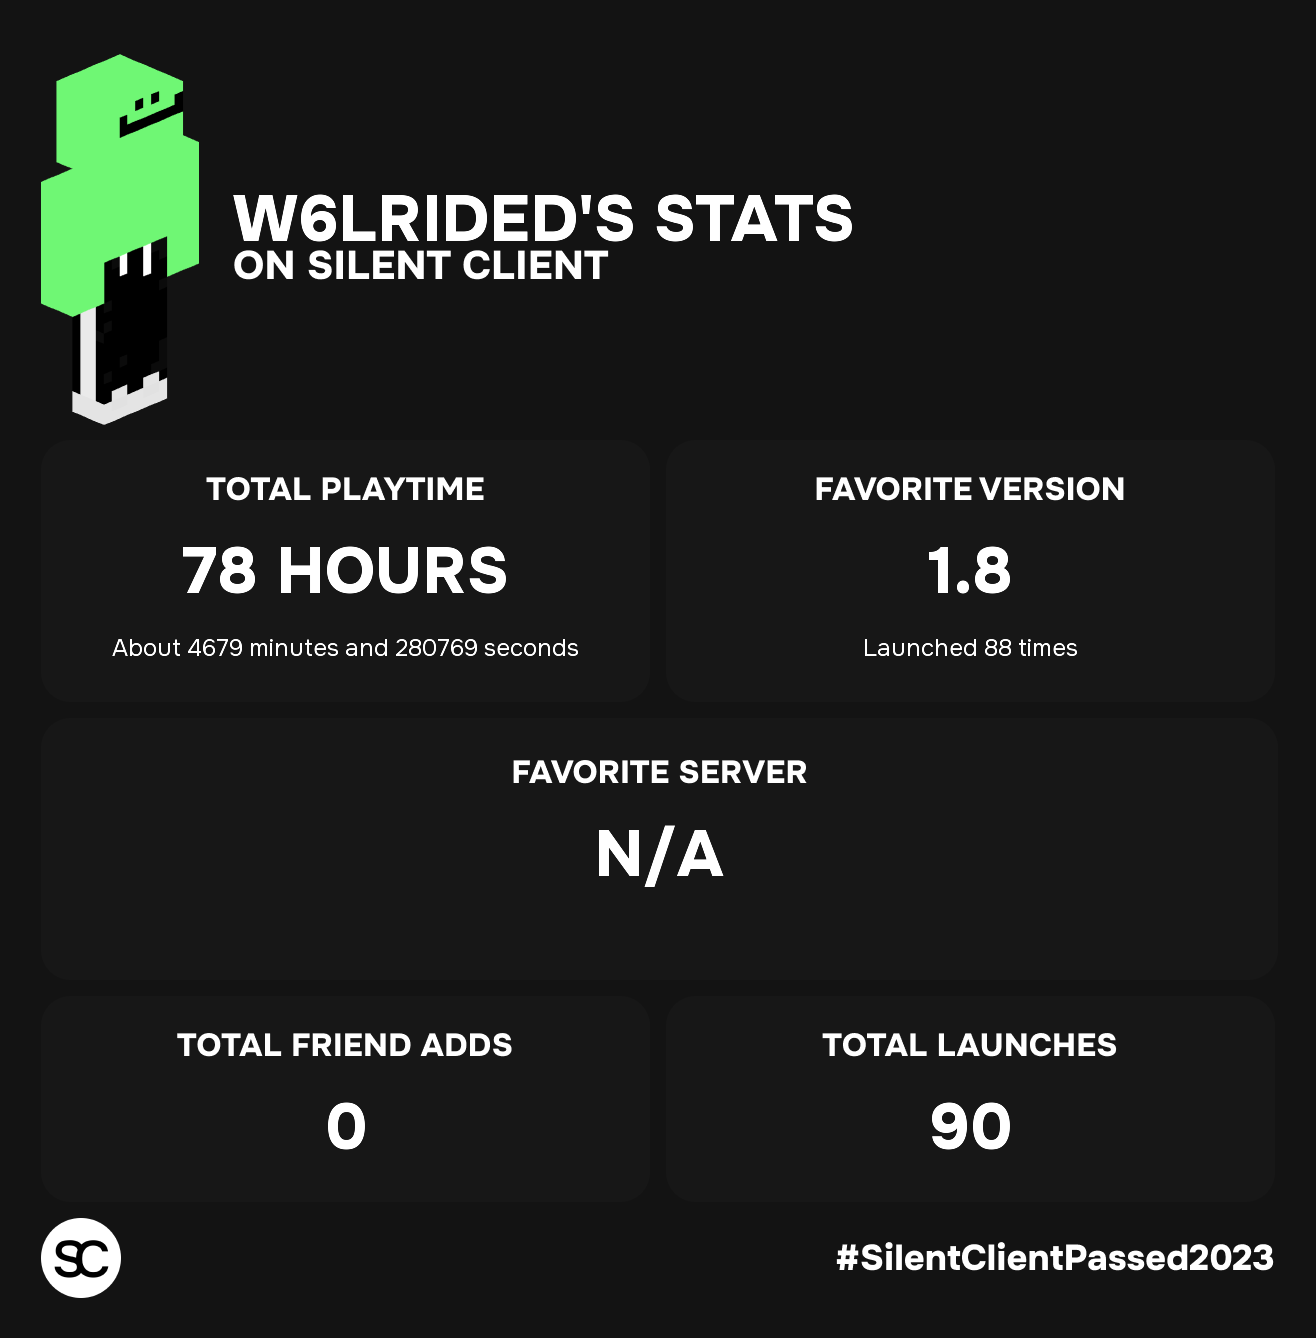 W6LRIDED'S STATS
ON SILENT CLIENT
TOTAL PLAYTIME
78 HOURS
About 4679 minutes and 280769 seconds
FAVORITE VERSION
1.8
Launched 88 times
FAVORITE SERVER
N/A
TOTAL FRIEND ADDS
0
TOTAL LAUNCHES
90
SC
#SilentClientPassed2023